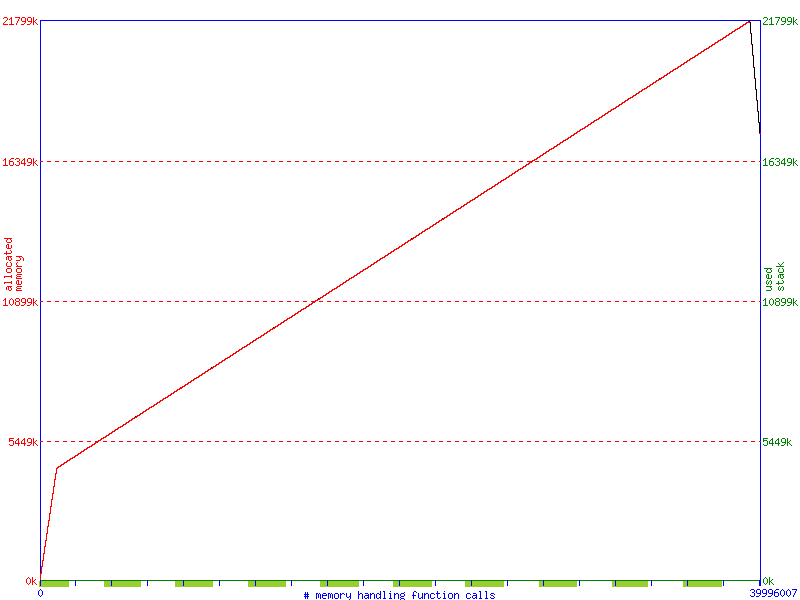 21799k
21799k
16349k
16349k
allocated
memory
used
stack
10899k
10899k
5449k
5449k
0k
0k
0
# memory handling function calls
39996007